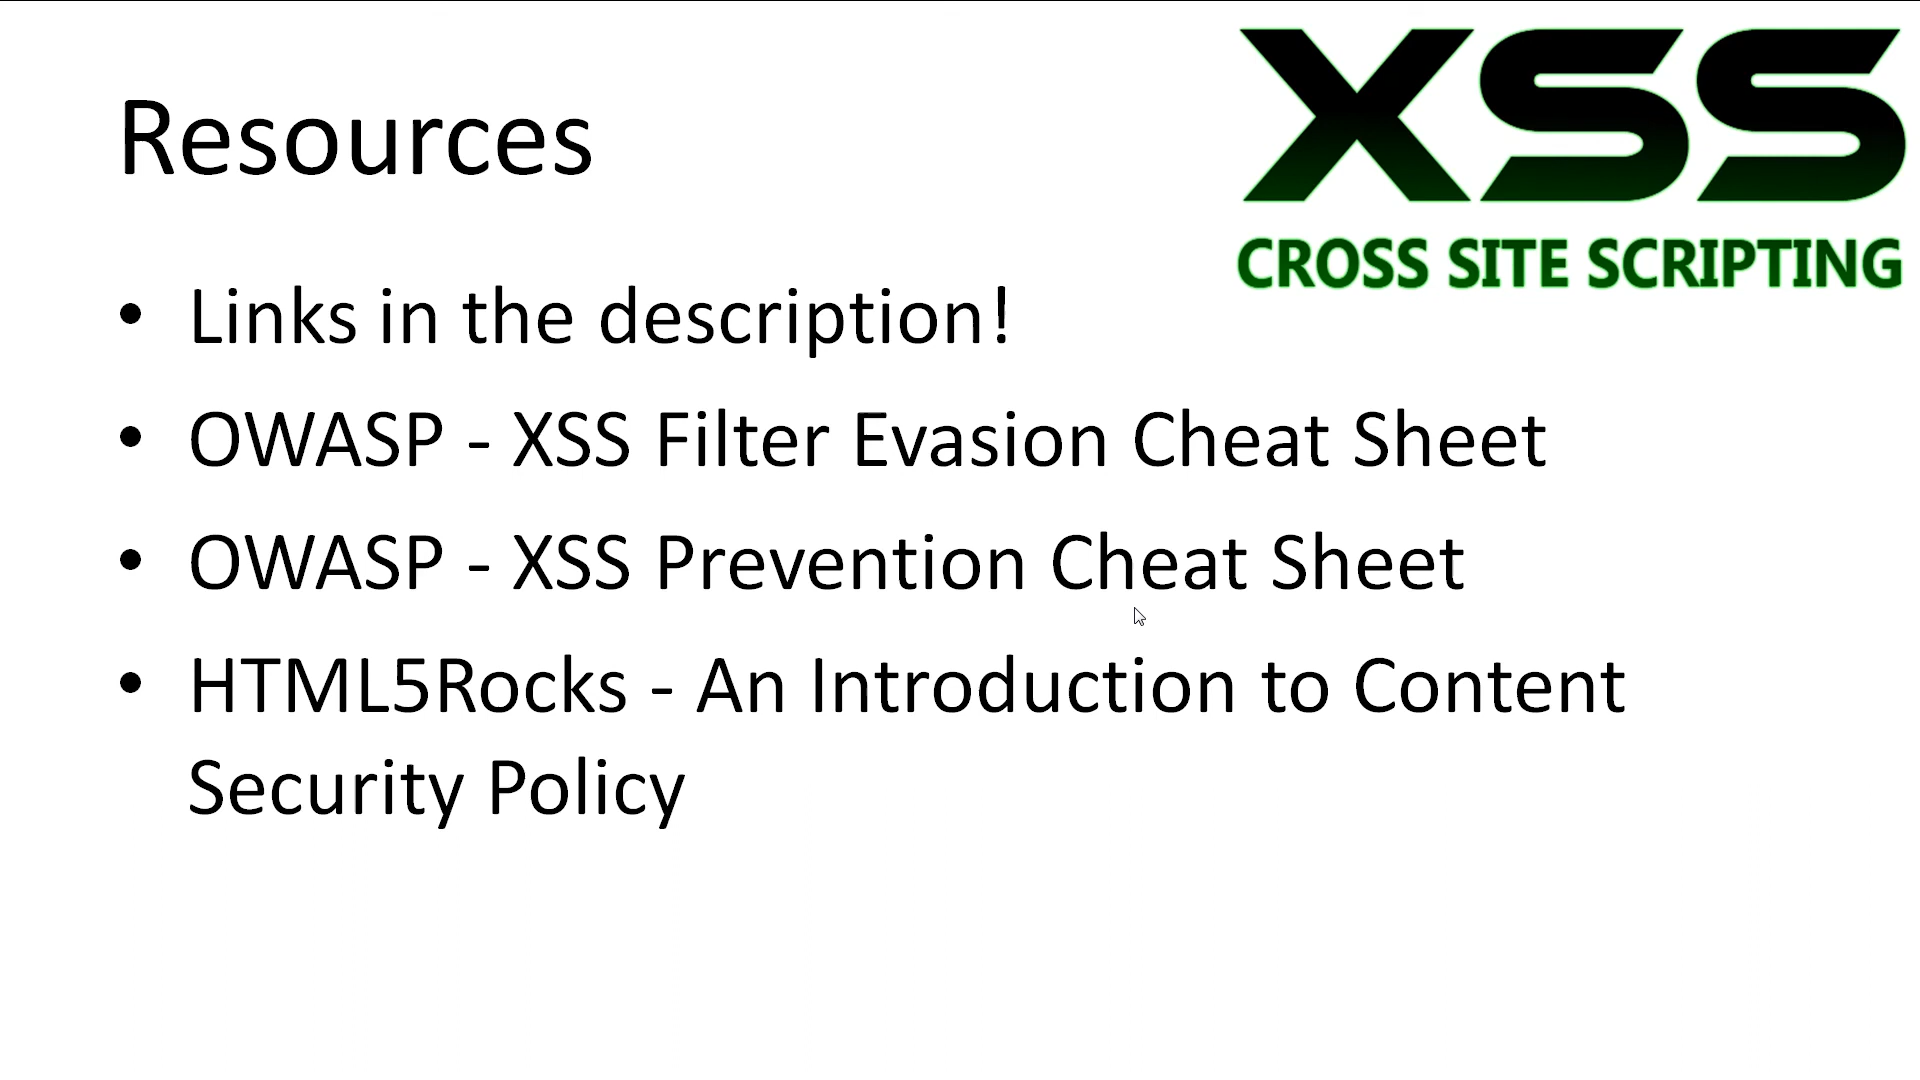 XSS
CROSS SITE SCRIPTING
Resources
• Links in the description!
• OWASP - XSS Filter Evasion Cheat Sheet
• OWASP - XSS Prevention Cheat Sheet
• HTML5Rocks - An Introduction to Content
Security Policy